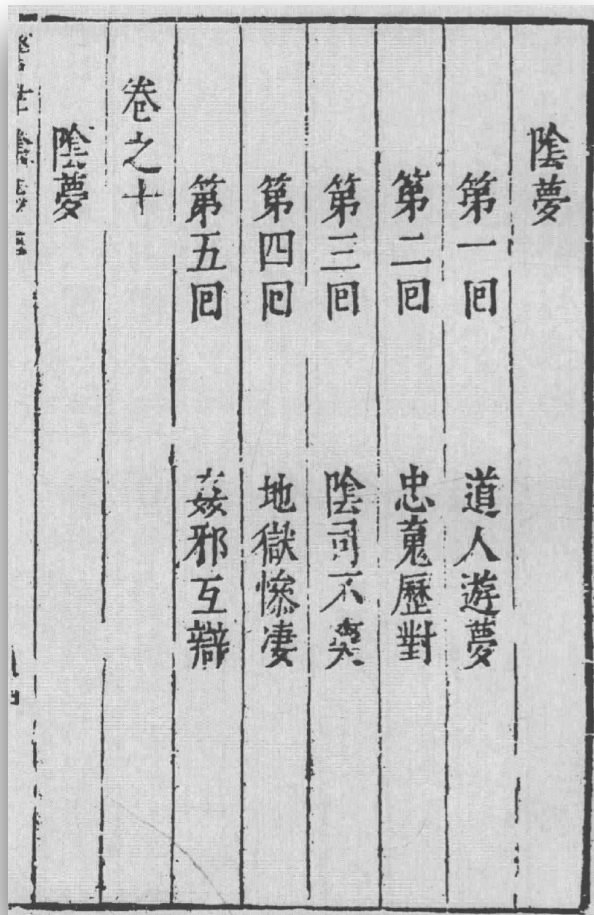 陰夢
第一回 道人遊夢
第二回 忠䰟歷對
第三回 陰司不爽
第四回 地獄慘凄
第五回 姦邪互辯
卷之十
陰夢